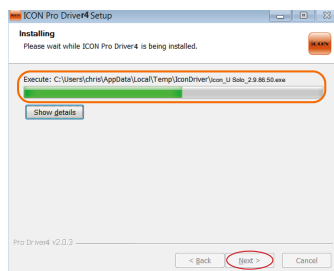 ICON Pro Driver4 Setup
Installing
Please wait while ICON Pro Driver4 is being installed.
ICON
Execute: C:\Users\chris\AppData\Local\Temp\IconDriver\Icon_U Solo_2.9.86.50.exe
Show details
Pro Driver4 v2.0.3
< Back Next > Cancel